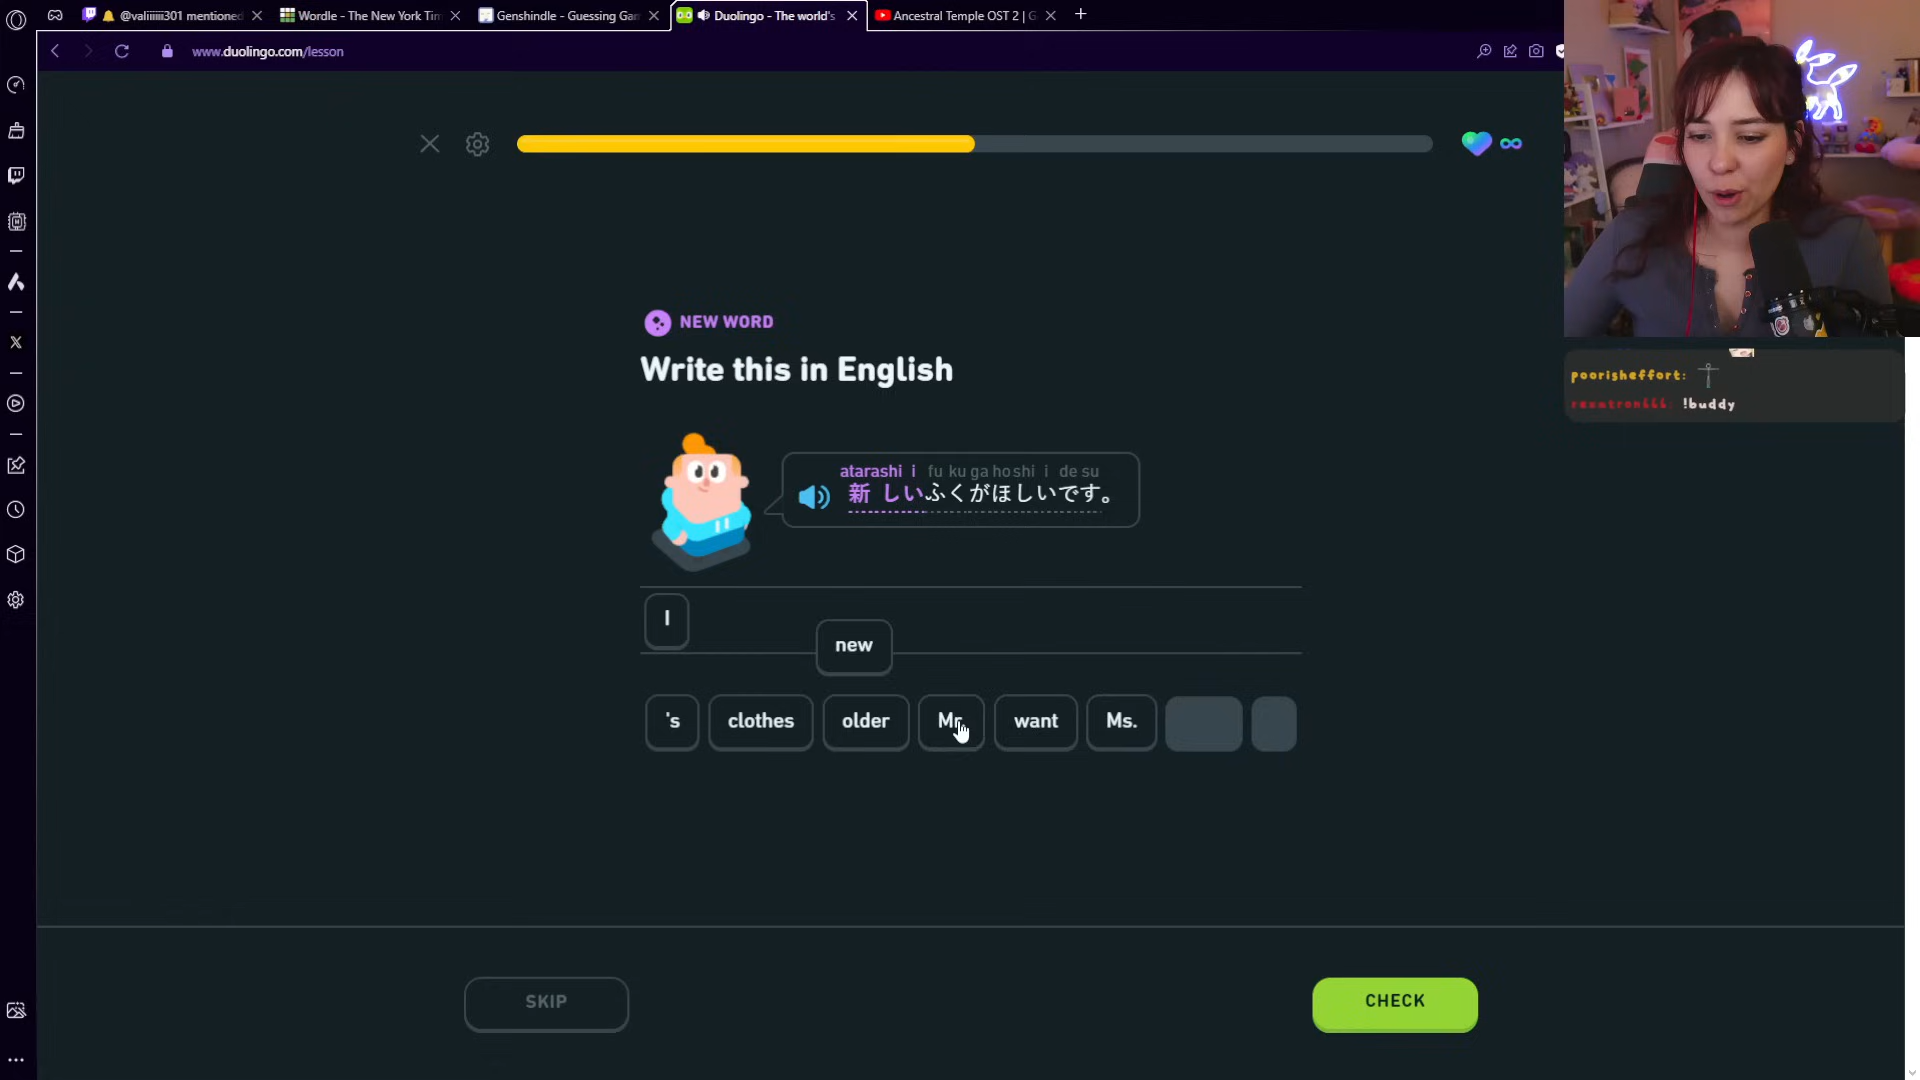 @valiiiiii301 mentioned
Wordle - The New York Tim
Genshindle - Guessing Gam
Duolingo - The world's
Ancestral Temple OST 2 | G
www.duolingo.com/lesson
NEW WORD
Write this in English
atarashi i fu ku ga ho shi i de su
新しいふくがほしいです。
I
new
's clothes older Mr. want Ms.
SKIP
CHECK
poorisheffort:
raxatron666: !buddy